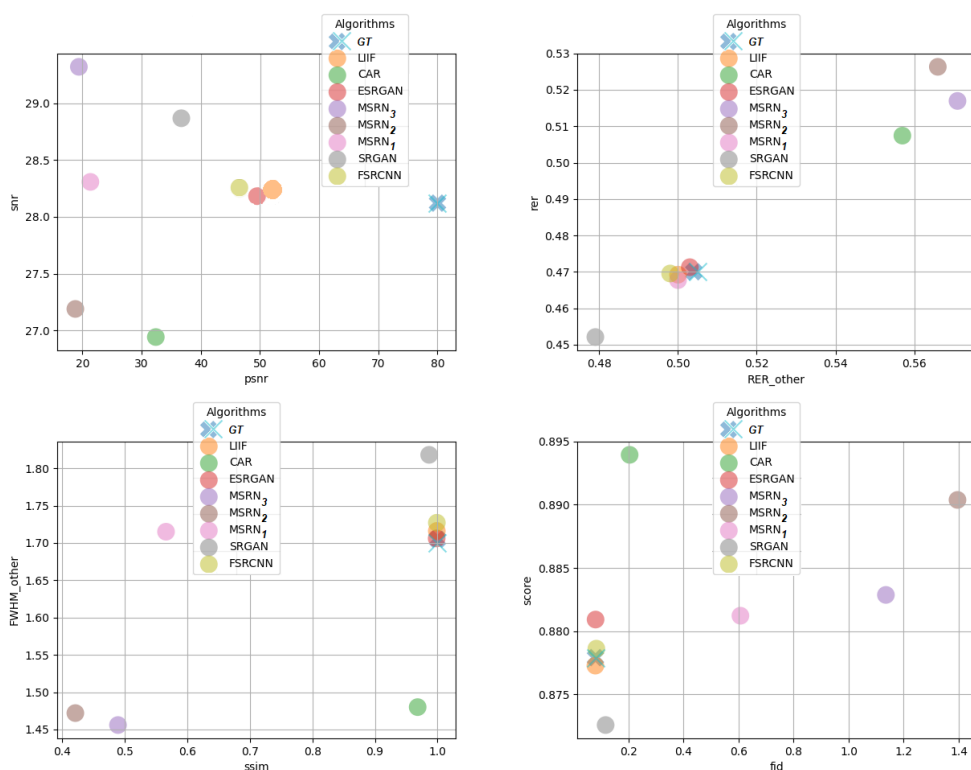 Algorithms
GT
LIIF
CAR
ESRGAN
MSRN3
MSRN2
MSRN1
SRGAN
FSRCNN
29.0
28.5
28.0
27.5
27.0
snr
20 30 40 50 60 70 80
psnr
Algorithms
GT
LIIF
CAR
ESRGAN
MSRN3
MSRN2
MSRN1
SRGAN
FSRCNN
0.53
0.52
0.51
0.50
0.49
0.48
0.47
0.46
0.45
rer
0.48 0.50 0.52 0.54 0.56
RER_other
Algorithms
GT
LIIF
CAR
ESRGAN
MSRN3
MSRN2
MSRN1
SRGAN
FSRCNN
1.80
1.75
1.70
1.65
1.60
1.55
1.50
1.45
FWHM_other
0.4 0.5 0.6 0.7 0.8 0.9 1.0
ssim
Algorithms
GT
LIIF
CAR
ESRGAN
MSRN3
MSRN2
MSRN1
SRGAN
FSRCNN
0.895
0.890
0.885
0.880
0.875
score
0.2 0.4 0.6 0.8 1.0 1.2 1.4
fid